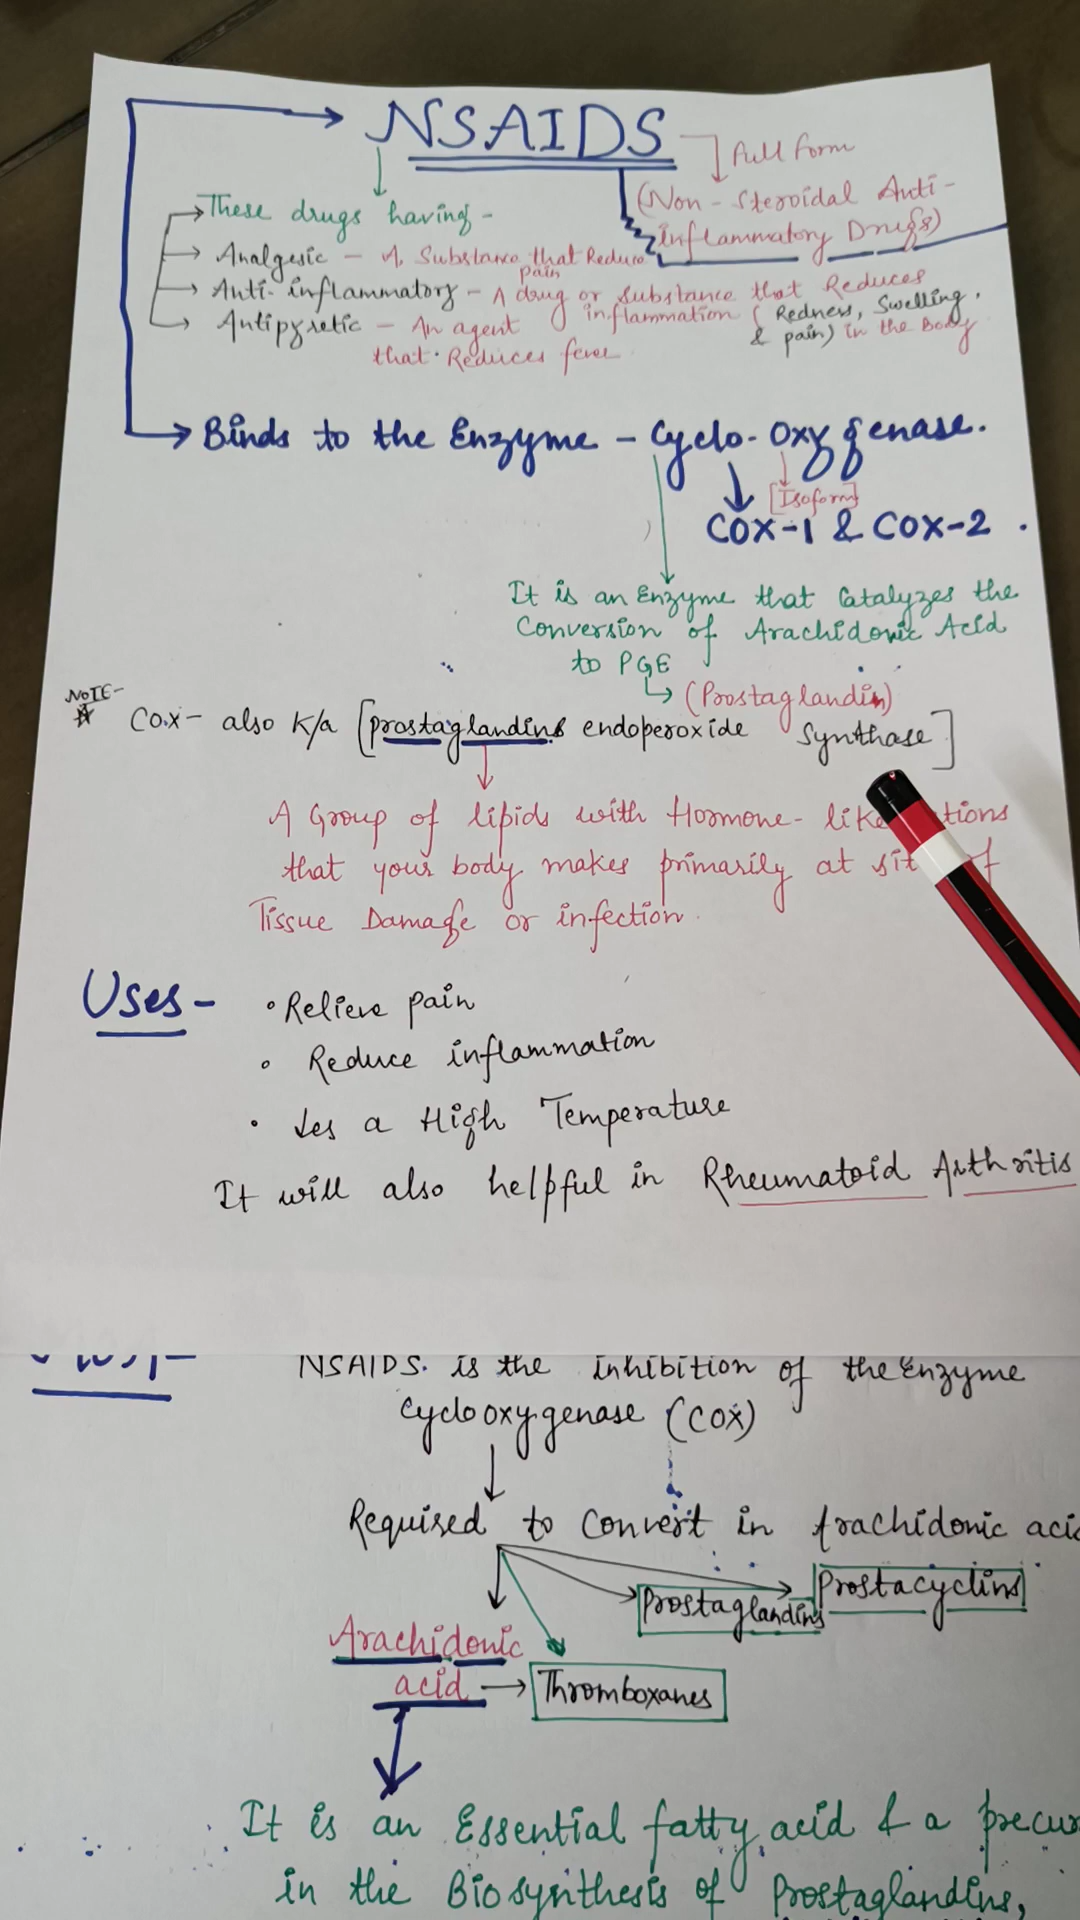 NSAIDS
Full form
(Non - Steroidal Anti -
inflammatory Drugs)
These drugs having -
Analgesic - A Substance that Reduce
pain
Anti-inflammatory - A drug or Substance that Reduces
inflammation ( Redness, Swelling,
& pain) in the Body
Antipyretic - An agent
that Reduces fever
Binds to the Enzyme - Cyclo-Oxygenase.
[Isoform]
COX-1 & COX-2 .
It is an Enzyme that Catalyzes the
Conversion of Arachidonic Acid
to PGE
(Prostaglandin)
NOTE-
COX - also K/a [prostaglandins endoperoxide Synthase]
A Group of lipids with Hormone-like
that your body makes primarily at of
Tissue Damage or infection.
Uses -
• Relieve pain
• Reduce inflammation
• Les a High Temperature
It will also helpful in Rheumatoid Arthritis
NSAIDS. is the inhibition of the Enzyme
Cyclooxygenase (COX)
Required to Convert in Arachidonic
Prostaglandins
Prostacyclins
Arachidonic
acid
Thromboxanes
It is an Essential fatty acid & a
in the Biosynthesis of Prostaglandins,